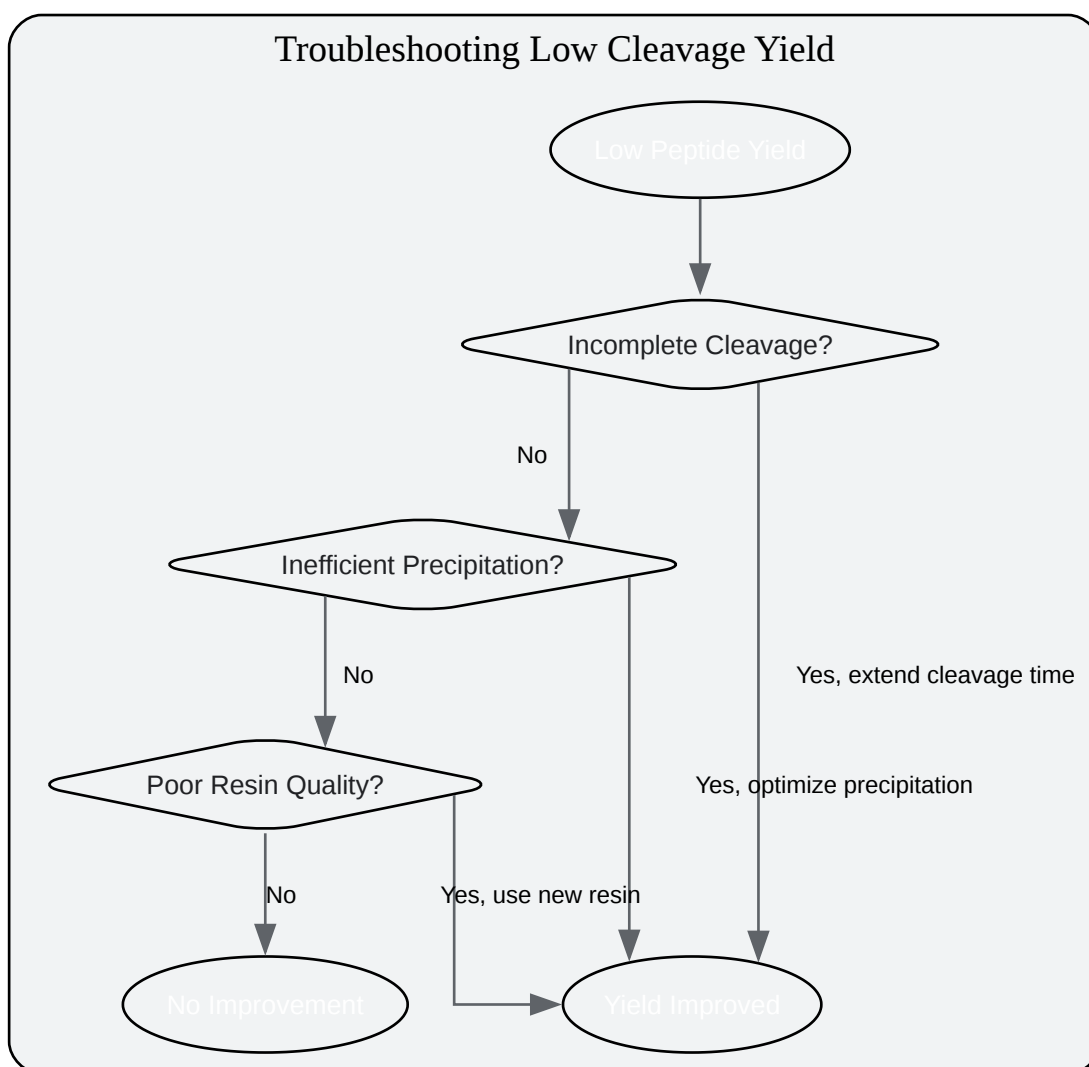 Troubleshooting Low Cleavage Yield
Low Peptide Yield
Incomplete Cleavage?
No
Inefficient Precipitation?
No
Yes, extend cleavage time
Poor Resin Quality?
Yes, optimize precipitation
No
Yes, use new resin
No Improvement
Yield Improved